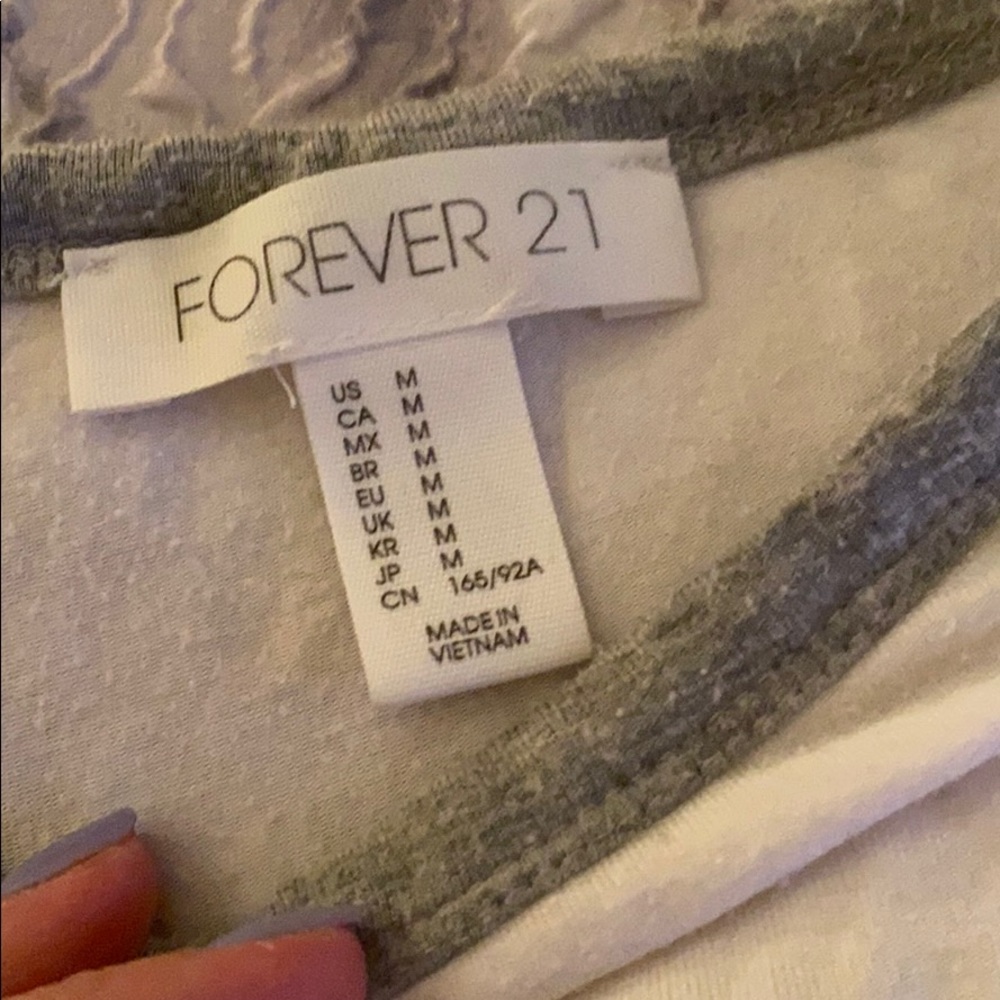 FOREVER 21
US M
CA M
MX M
BR M
EU M
UK M
KR M
JP M
CN 165/92A
MADE IN
VIETNAM